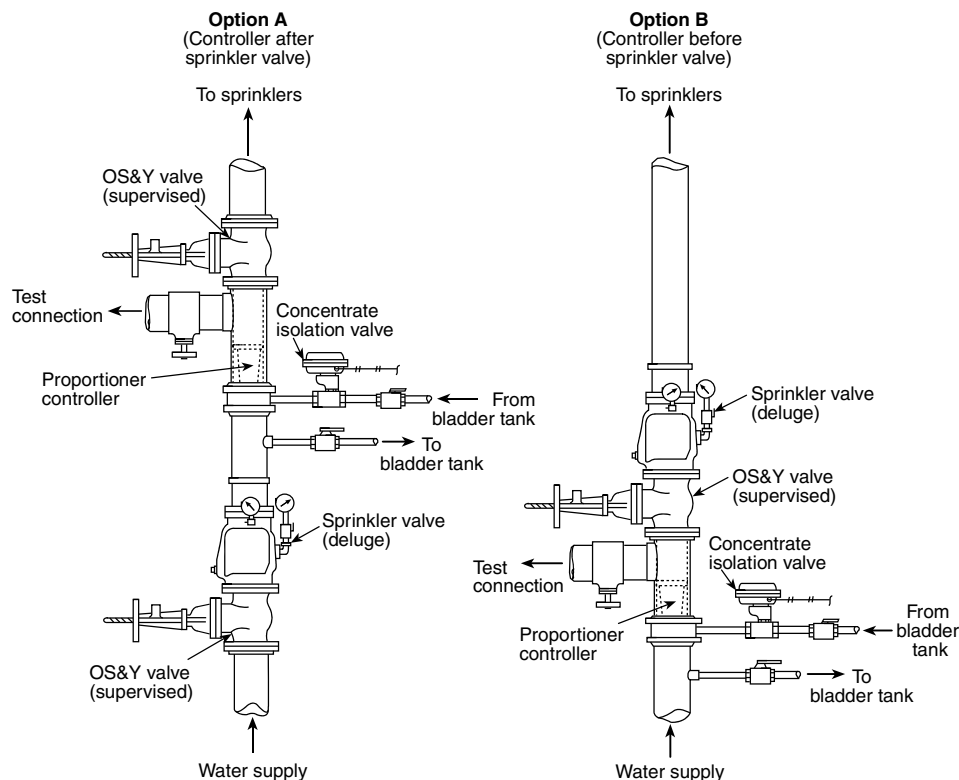 Option A
(Controller after
sprinkler valve)
To sprinklers
OS&Y valve
(supervised)
Test
connection
Concentrate
isolation valve
Proportioner
controller
From
bladder tank
To
bladder tank
Sprinkler valve
(deluge)
OS&Y valve
(supervised)
Water supply
Option B
(Controller before
sprinkler valve)
To sprinklers
Sprinkler valve
(deluge)
OS&Y valve
(supervised)
Test
connection
Concentrate
isolation valve
Proportioner
controller
From
bladder
tank
To
bladder tank
Water supply